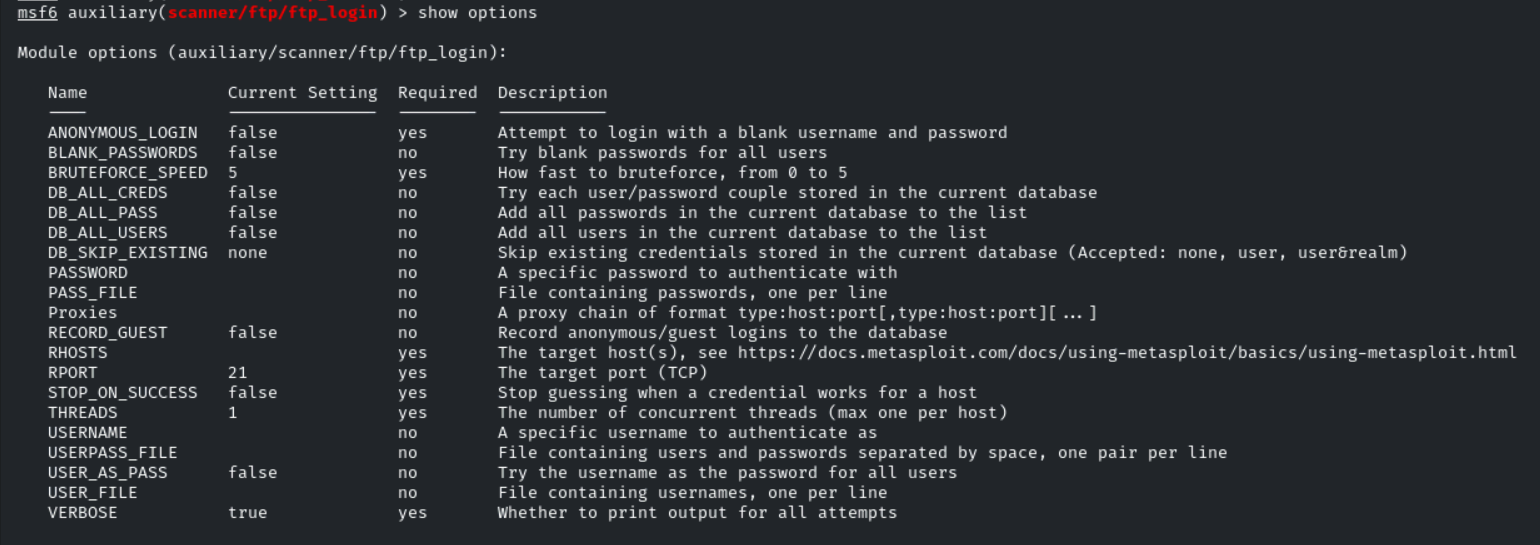 msf6 auxiliary(scanner/ftp/ftp_login) > show options
Module options (auxiliary/scanner/ftp/ftp_login):
Name Current Setting Required Description
ANONYMOUS_LOGIN false yes Attempt to login with a blank username and password
BLANK_PASSWORDS false no Try blank passwords for all users
BRUTEFORCE_SPEED 5 yes How fast to bruteforce, from 0 to 5
DB_ALL_CREDS false no Try each user/password couple stored in the current database
DB_ALL_PASS false no Add all passwords in the current database to the list
DB_ALL_USERS false no Add all users in the current database to the list
DB_SKIP_EXISTING none no Skip existing credentials stored in the current database (Accepted: none, user, user&realm)
PASSWORD no A specific password to authenticate with
PASS_FILE no File containing passwords, one per line
Proxies no A proxy chain of format type:host:port[,type:host:port][...]
RECORD_GUEST false no Record anonymous/guest logins to the database
RHOSTS yes The target host(s), see https://docs.metasploit.com/docs/using-metasploit/basics/using-metasploit.html
RPORT 21 yes The target port (TCP)
STOP_ON_SUCCESS false yes Stop guessing when a credential works for a host
THREADS 1 yes The number of concurrent threads (max one per host)
USERNAME no A specific username to authenticate as
USERPASS_FILE no File containing users and passwords separated by space, one pair per line
USER_AS_PASS false no Try the username as the password for all users
USER_FILE no File containing usernames, one per line
VERBOSE true yes Whether to print output for all attempts